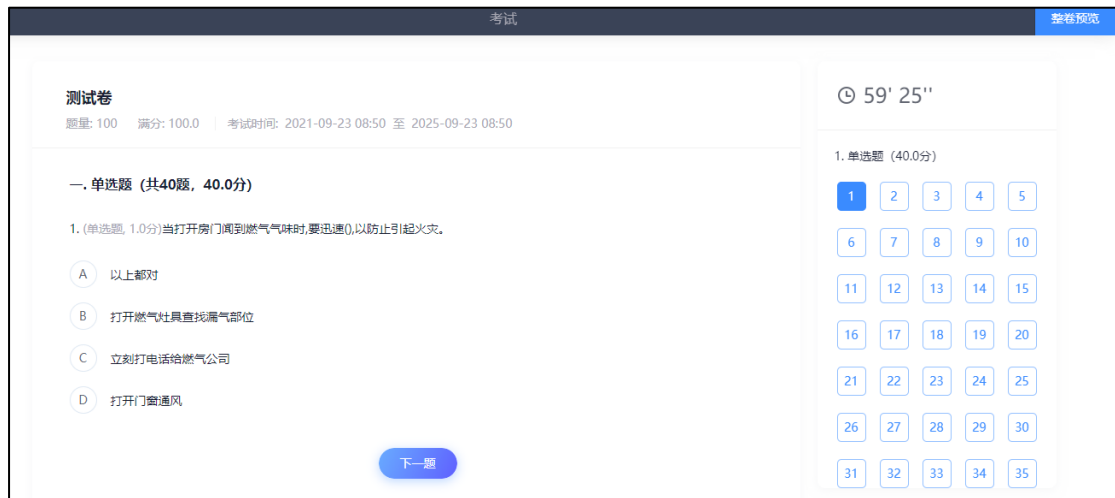 考试
整卷预览
测试卷
题量: 100 满分: 100.0 考试时间: 2021-09-23 08:50 至 2025-09-23 08:50
一. 单选题（共40题，40.0分）
1. (单选题, 1.0分)当打开房门闻到燃气气味时,要迅速(),以防止引起火灾。
A 以上都对
B 打开燃气灶具查找漏气部位
C 立刻打电话给燃气公司
D 打开门窗通风
下一题
59' 25''
1. 单选题（40.0分）
1 2 3 4 5
6 7 8 9 10
11 12 13 14 15
16 17 18 19 20
21 22 23 24 25
26 27 28 29 30
31 32 33 34 35